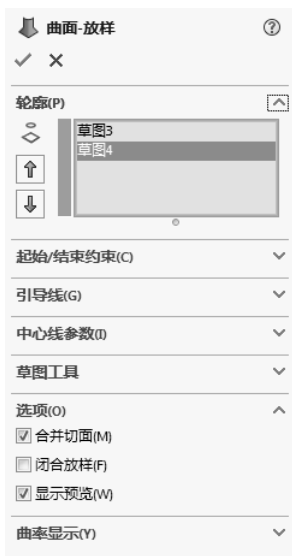 曲面-放样
轮廓(P)
草图3
草图4
起始/结束约束(C)
引导线(G)
中心线参数(I)
草图工具
选项(O)
合并切面(M)
闭合放样(F)
显示预览(W)
曲率显示(Y)